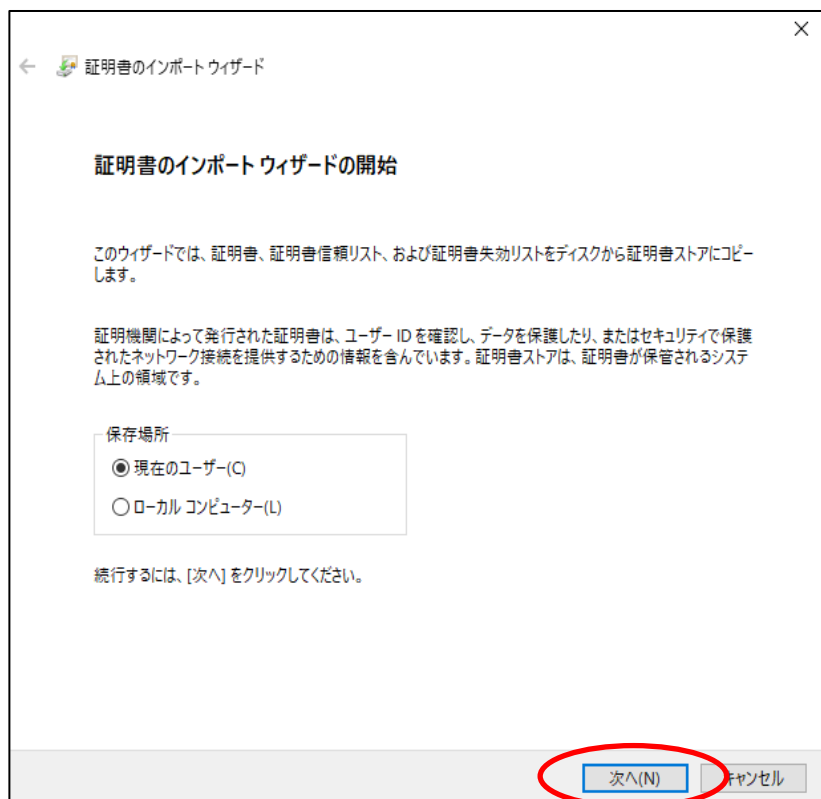 証明書のインポート ウィザード
証明書のインポート ウィザードの開始
このウィザードでは、証明書、証明書信頼リスト、および証明書失効リストをディスクから証明書ストアにコピー
します。
証明機関によって発行された証明書は、ユーザー ID を確認し、データを保護したり、またはセキュリティで保護
されたネットワーク接続を提供するための情報を含んでいます。証明書ストアは、証明書が保管されるシステ
ム上の領域です。
保存場所
現在のユーザー(C)
ローカル コンピューター(L)
続行するには、[次へ] をクリックしてください。
次へ(N)
キャンセル